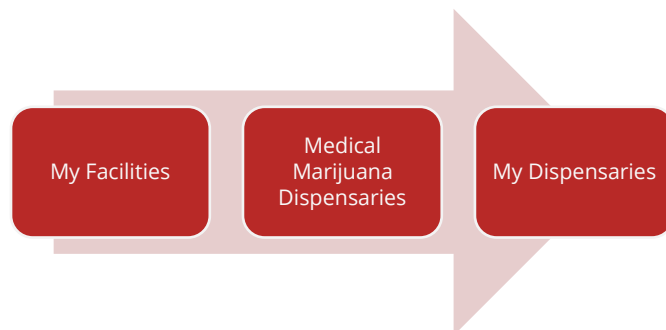 My Facilities
Medical
Marijuana
Dispensaries
My Dispensaries